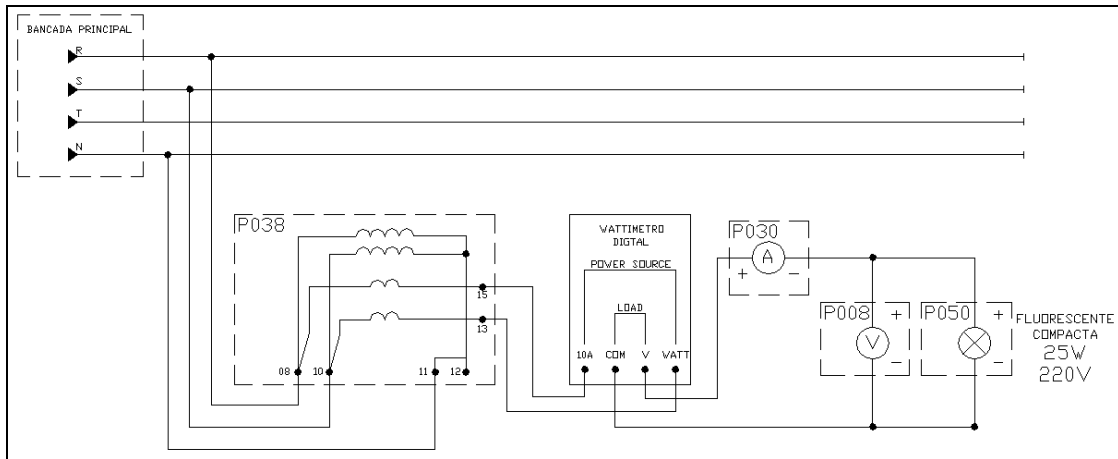 BANCADA PRINCIPAL
R
S
T
N
P038
15
13
08 10 11 12
WATTIMETRO
DIGTAL
POWER SOURCE
LOAD
10A COM V WATT
P030
A
+ -
P008 +
V
-
P050 +
-
FLUORESCENTE
COMPACTA
25W
220V